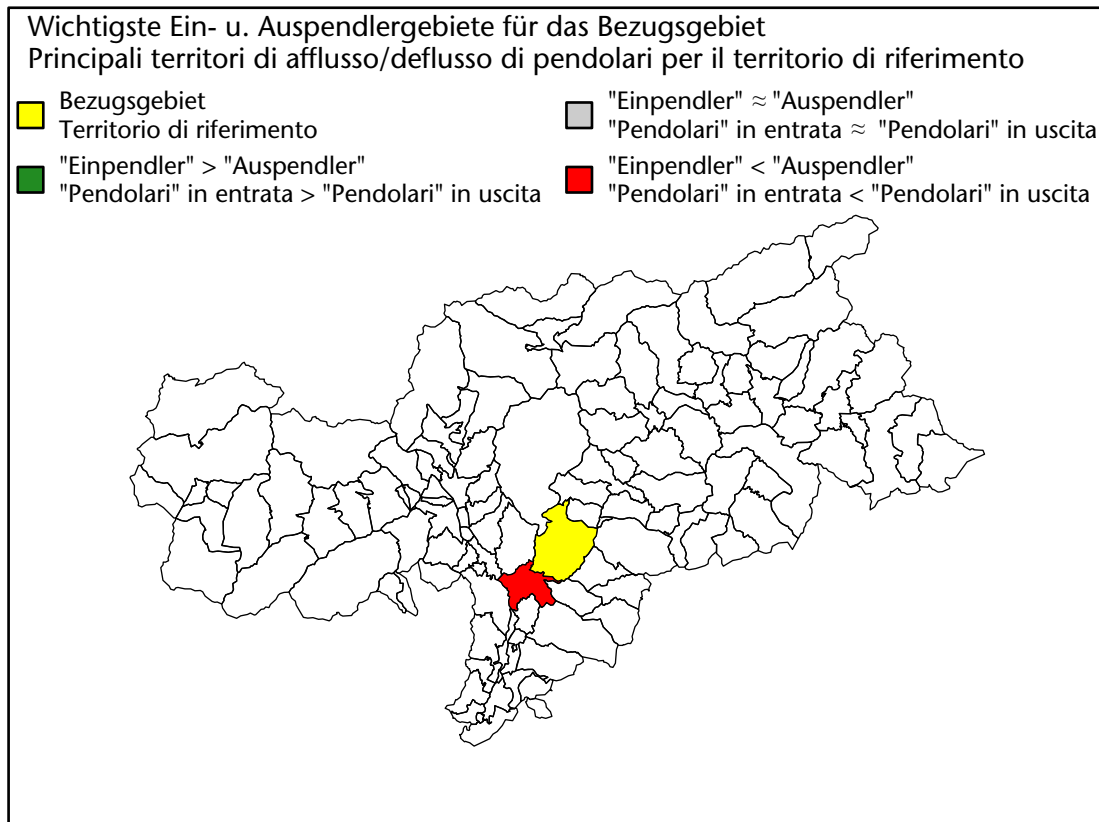 Wichtigste Ein- u. Auspendlergebiete für das Bezugsgebiet
Principali territori di afflusso/deflusso di pendolari per il territorio di riferimento
Bezugsgebiet
Territorio di riferimento
"Einpendler" > "Auspendler"
"Pendolari" in entrata > "Pendolari" in uscita
"Einpendler" ≈ "Auspendler"
"Pendolari" in entrata ≈ "Pendolari" in uscita
"Einpendler" < "Auspendler"
"Pendolari" in entrata < "Pendolari" in uscita